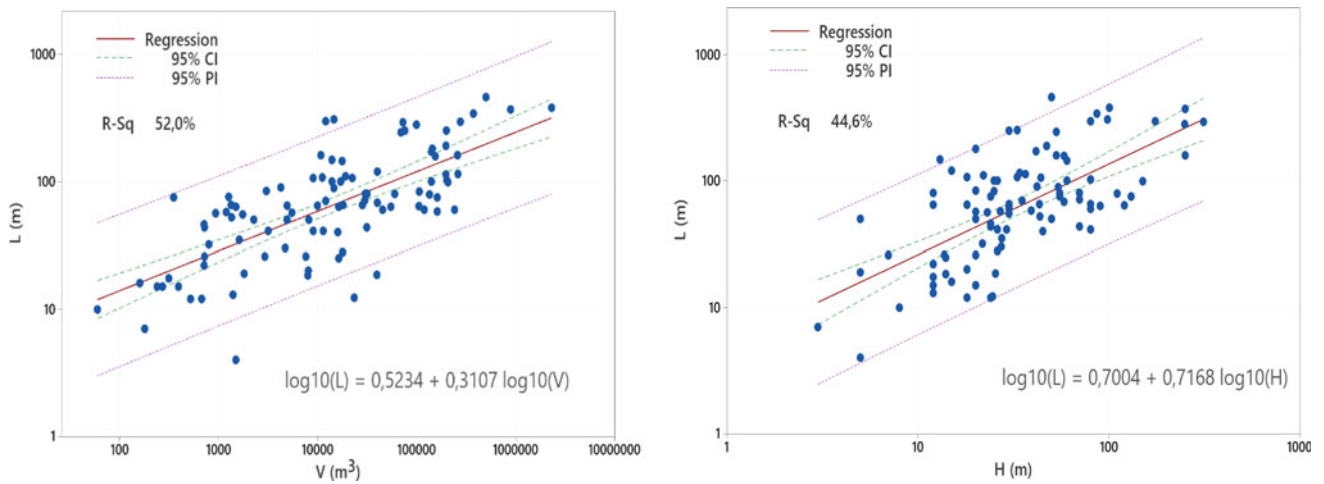 1000
100
10
1
L (m)
Regression
95% CI
95% PI
R-Sq 52,0%
log10(L) = 0,5234 + 0,3107 log10(V)
100
1000
10000
100000
1000000
10000000
V (m³)
1000
100
10
1
L (m)
Regression
95% CI
95% PI
R-Sq 44,6%
log10(L) = 0,7004 + 0,7168 log10(H)
1
10
100
1000
H (m)